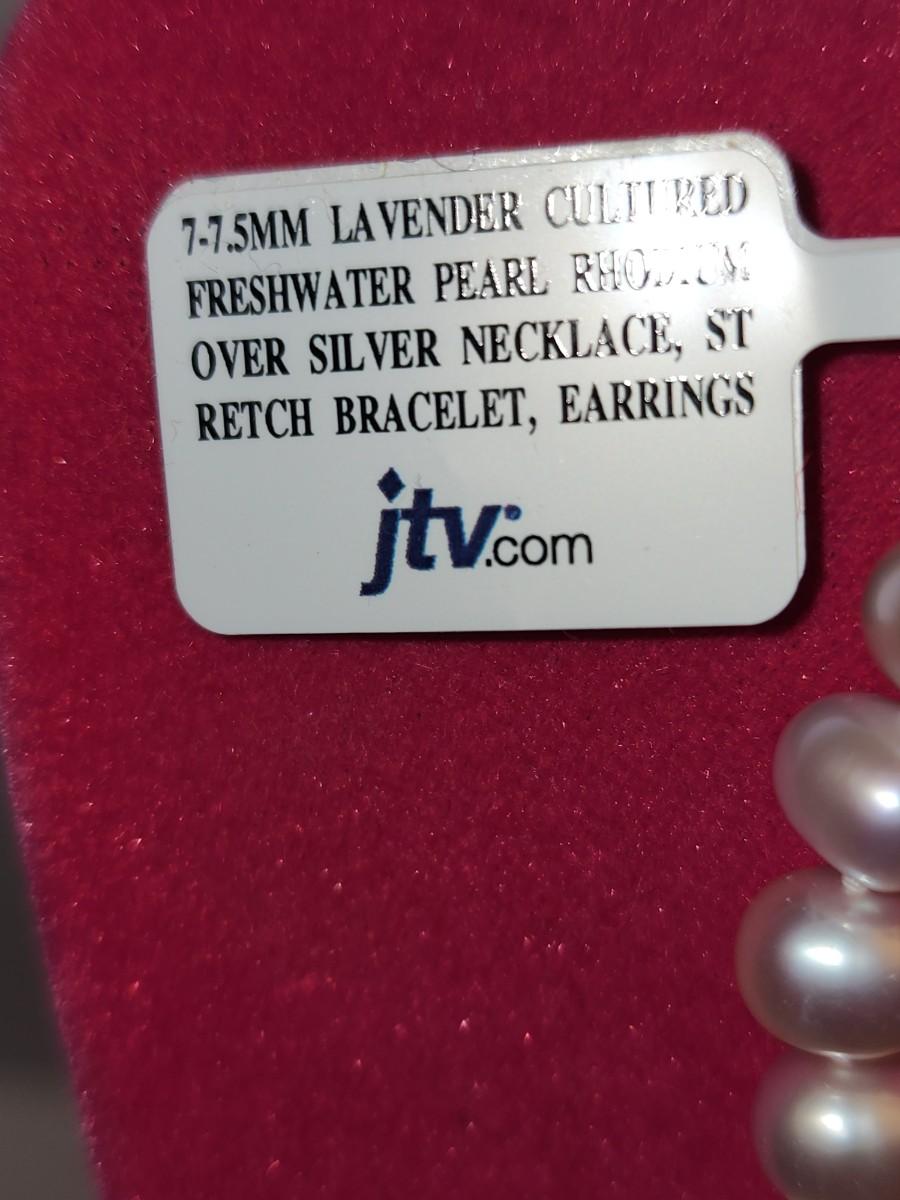 7-7.5MM LAVENDER CULTURED
FRESHWATER PEARL RHODIUM
OVER SILVER NECKLACE, ST
RETCH BRACELET, EARRINGS
jtv.com